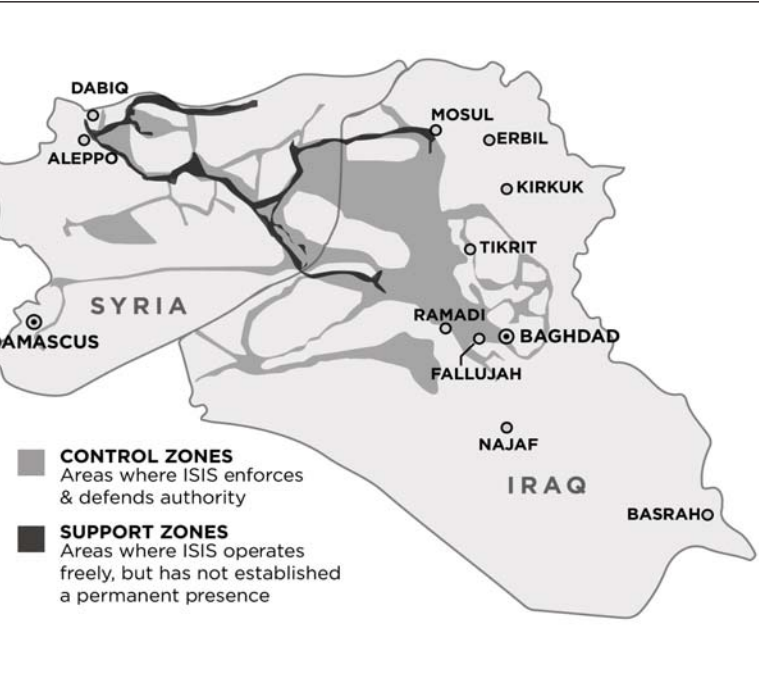 DABIQ
MOSUL
ERBIL
ALEPPO
KIRKUK
TIKRIT
SYRIA
RAMADI
BAGHDAD
AMASCUS
FALLUJAH
NAJAF
CONTROL ZONES
Areas where ISIS enforces
& defends authority
IRAQ
BASRAH
SUPPORT ZONES
Areas where ISIS operates
freely, but has not established
a permanent presence